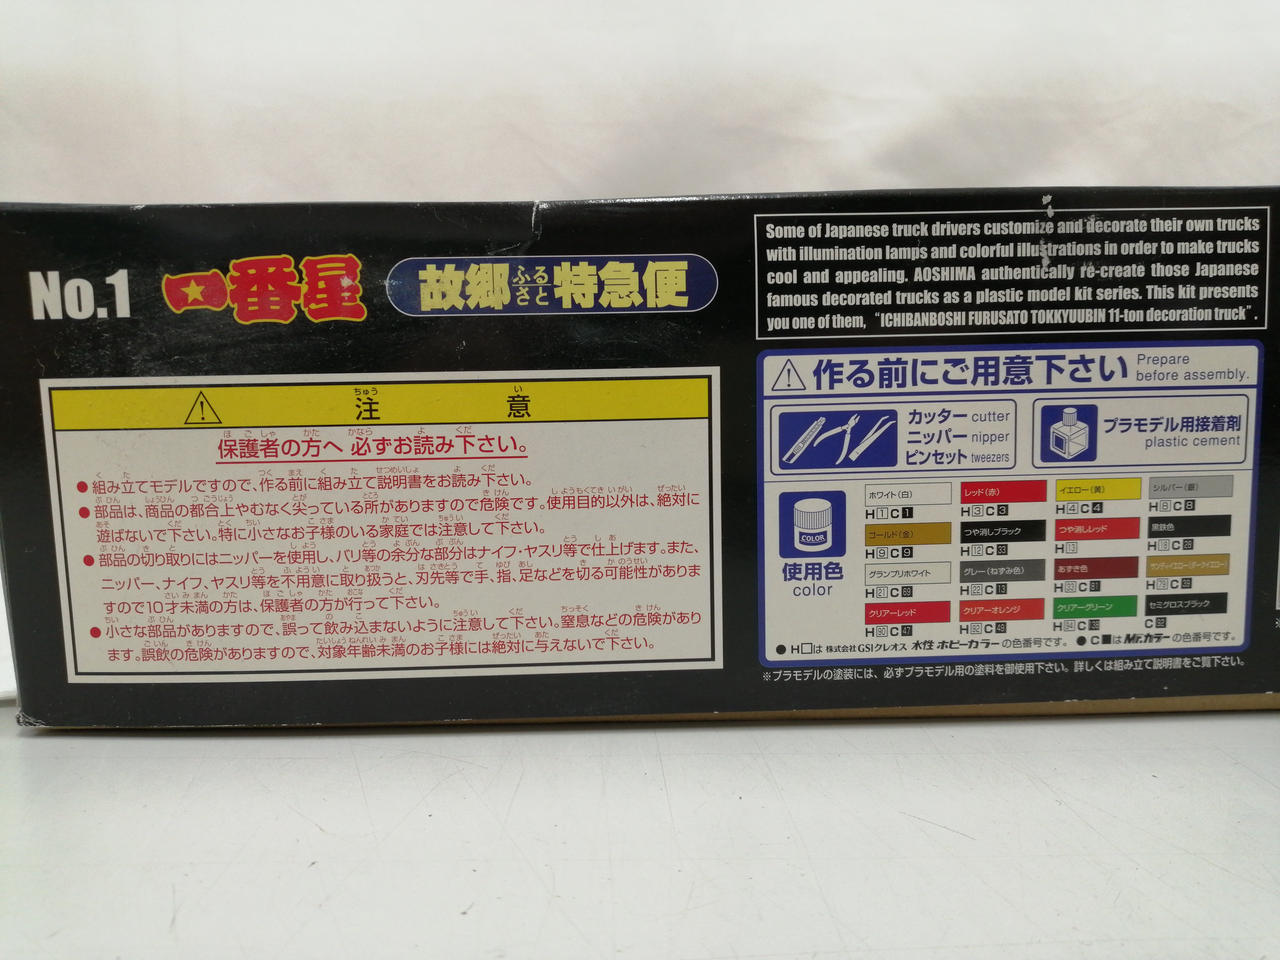 No.1 一番星 故郷 ふるさと 特急便
注意
ちゅう い
保護者の方へ 必ずお読み下さい。
●組み立てモデルですので、作る前に組み立て説明書をお読み下さい。
●部品は、商品の都合上やむなく尖っている所がありますので危険です。使用目的以外は、絶対に
遊ばないで下さい。特に小さなお子様のいる家庭では注意して下さい。
●部品の切り取りにはニッパーを使用し、バリ等の余分な部分はナイフ・ヤスリ等で仕上げます。また、
ニッパー、ナイフ、ヤスリ等を不用意に取り扱うと、刃先等で手、指、足などを切る可能性がありま
すので10才未満の方は、保護者の方が行って下さい。
●小さな部品がありますので、誤って飲み込まないように注意して下さい。窒息などの危険があり
ます。誤飲の危険がありますので、対象年齢未満のお子様には絶対に与えないで下さい。
Some of Japanese truck drivers customize and decorate their own trucks
with illumination lamps and colorful illustrations in order to make trucks
cool and appealing. AOSHIMA authentically re-create those Japanese
famous decorated trucks as a plastic model kit series. This kit presents
you one of them, "ICHIBANBOSHI FURUSATO TOKKYUUBIN 11-ton decoration truck".
作る前にご用意下さい Prepare before assembly.
カッター cutter
ニッパー nipper
ピンセット tweezers
プラモデル用接着剤
plastic cement
COLOR
使用色
color
ホワイト(白) レッド(赤) イエロー(黄) シルバー(銀)
H1 C1 H3 C3 H4 C4 H8 C8
ゴールド(金) つや消しブラック つや消しレッド 黒鉄色
H9 C9 H12 C33 H13 H18 C28
グランプリホワイト グレー(ねずみ色) あずき色 サンディイエロー(ダークイエロー)
H21 C69 H22 C13 H33 C81 H79 C39
クリアーレッド クリアーオレンジ クリアーグリーン セミグロスブラック
H90 C47 H92 C49 H94 C138 C92
●H□は 株式会社GSIクレオス 水性ホビーカラーの色番号です。 ●C■はMr.カラーの色番号です。
※プラモデルの塗装には、必ずプラモデル用の塗料を御使用下さい。詳しくは組み立て説明書をご覧下さい。